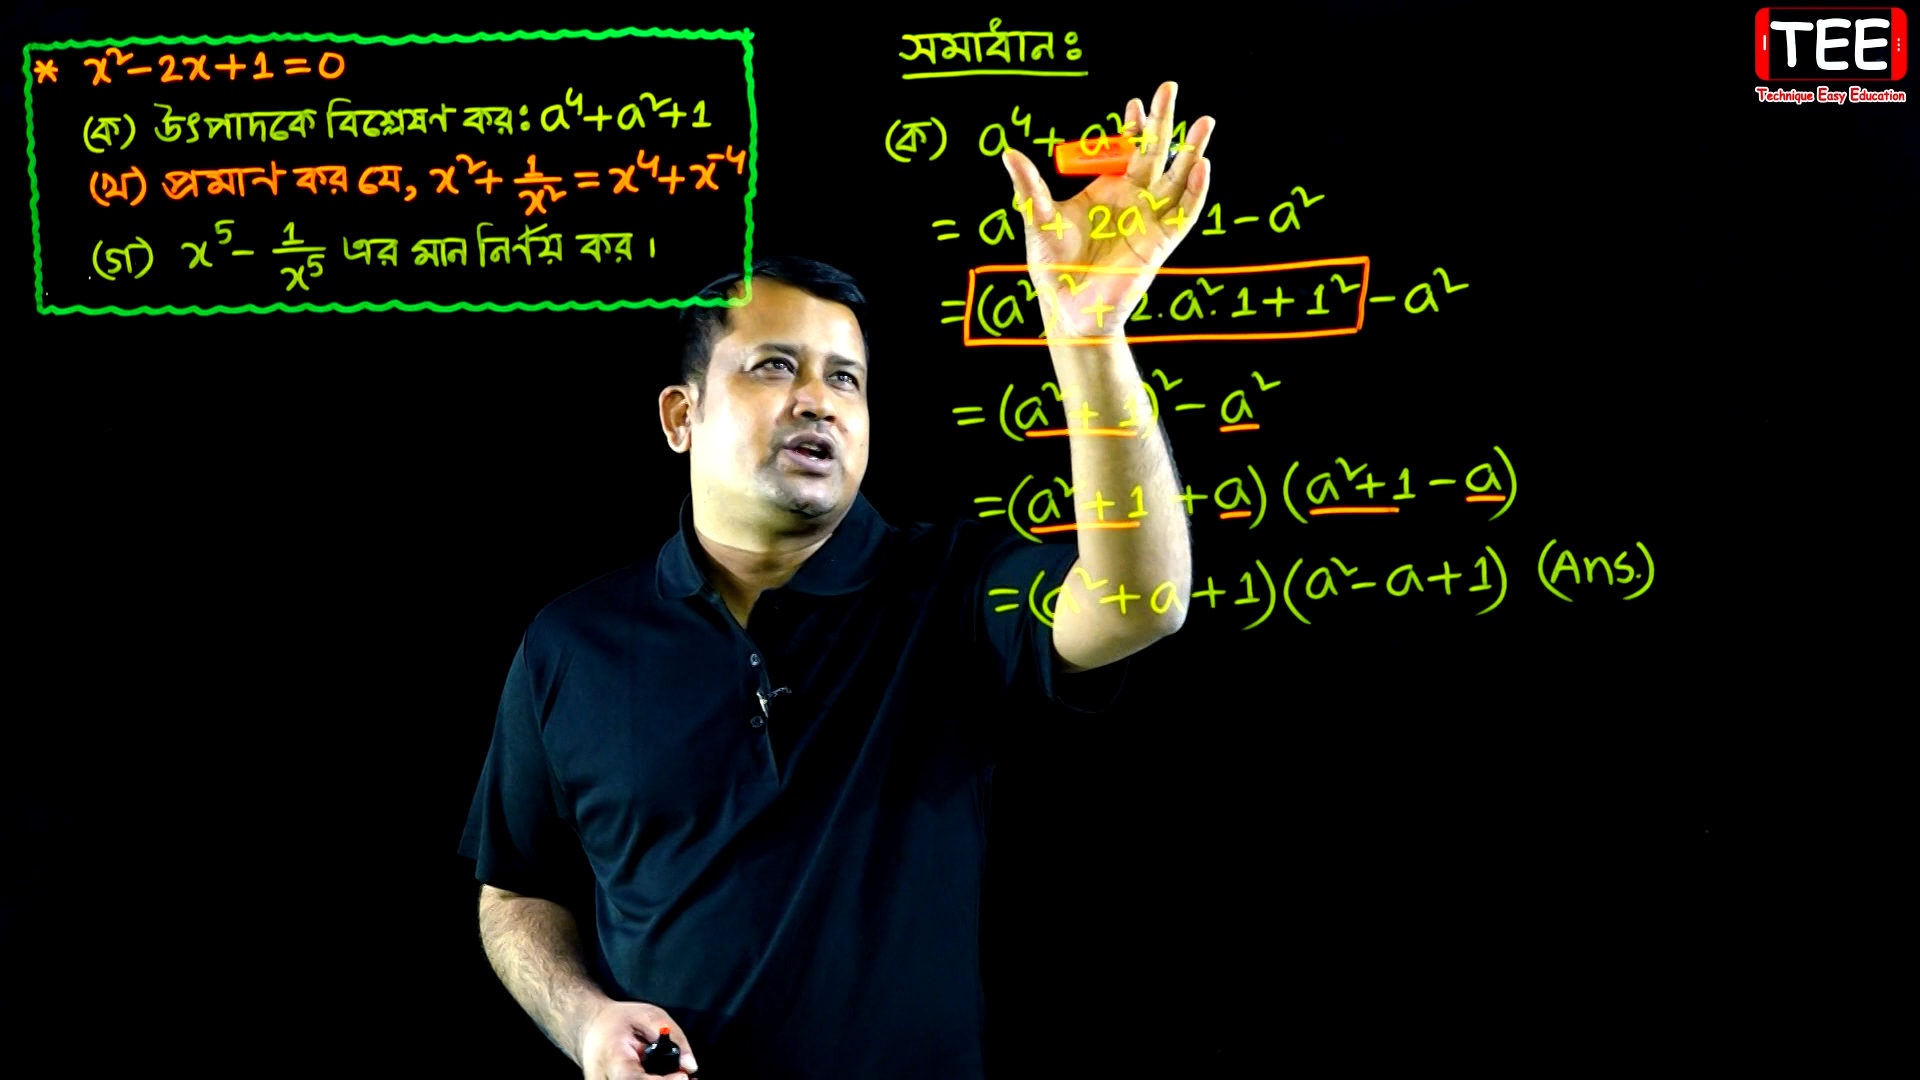 * x²-2x+1=0
(ক) উৎপাদকে বিশ্লেষণ কর: a⁴+a²+1
(খ) প্রমাণ কর যে, x²+1/x²=x⁴+x⁻⁴
(গ) x⁵-1/x⁵ এর মান নির্ণয় কর।
সমাধান:
(ক) a⁴+a²+1
= a⁴+2a²+1-a²
=(a²)²+2.a².1+1²-a²
=(a²+1)²-a²
=(a²+1+a)(a²+1-a)
=(a²+a+1)(a²-a+1) (Ans.)
TEE
Technique Easy Education